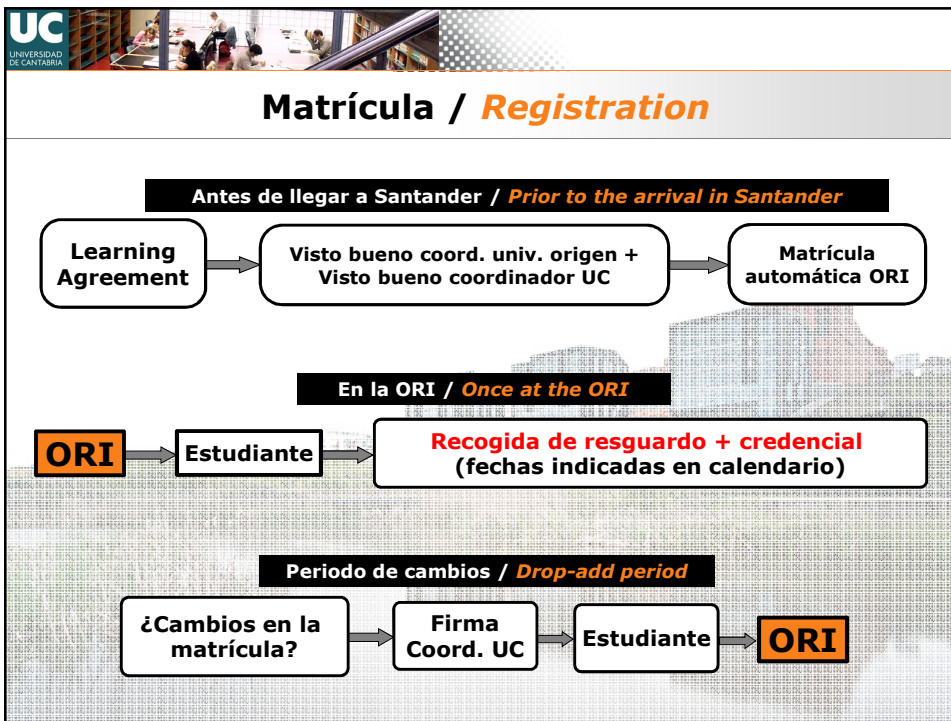 UC
UNIVERSIDAD
DE CANTABRIA
Matrícula / Registration
Antes de llegar a Santander / Prior to the arrival in Santander
Learning
Agreement
Visto bueno coord. univ. origen +
Visto bueno coordinador UC
Matrícula
automática ORI
En la ORI / Once at the ORI
ORI
Estudiante
Recogida de resguardo + credencial
(fechas indicadas en calendario)
Periodo de cambios / Drop-add period
¿Cambios en la
matrícula?
Firma
Coord. UC
Estudiante
ORI